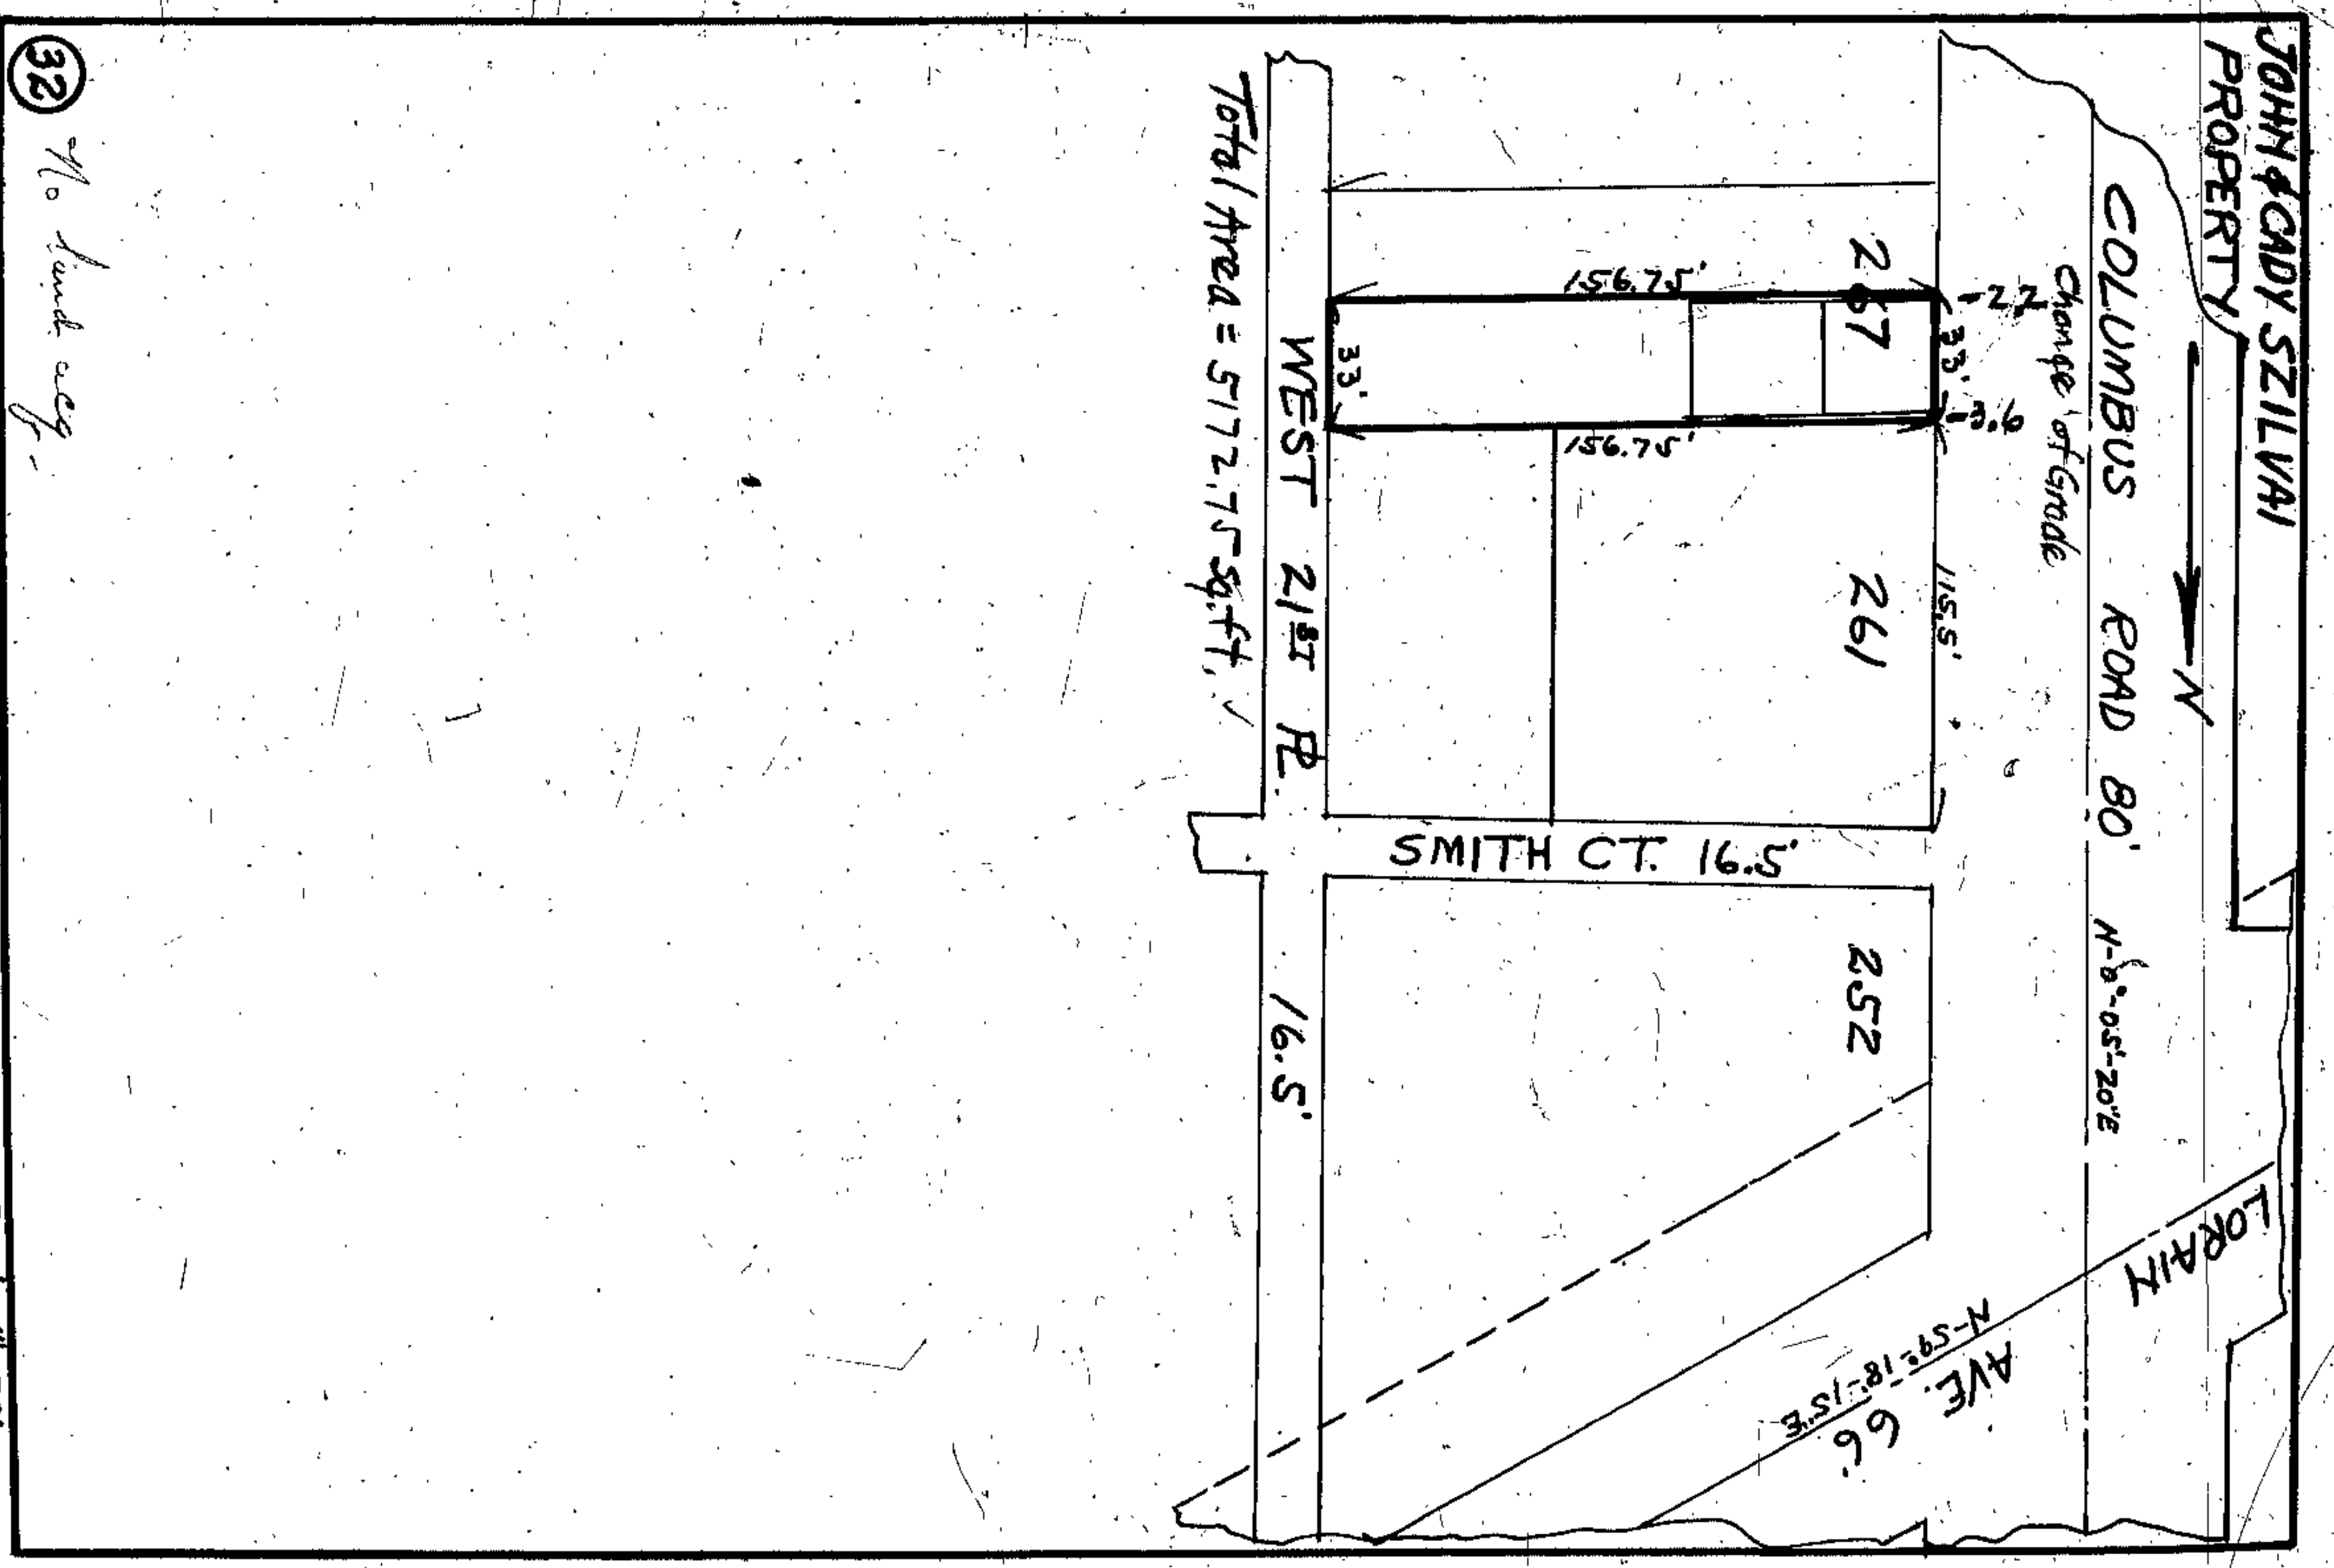 JOHN & CADY SZILVAI
PROPERTY
N
COLUMBUS ROAD 80' N-0°-05'-20"E
Change of Grade
-2.2
33'
-3.6
115.5'
267
261
252
156.75'
156.75'
33'
SMITH CT. 16.5'
WEST 21ST PL. 16.5'
LORAIN AVE. 66'
N-59°-18'-15"E
Total Area = 5172.75 sq.ft.
32
No land acq.